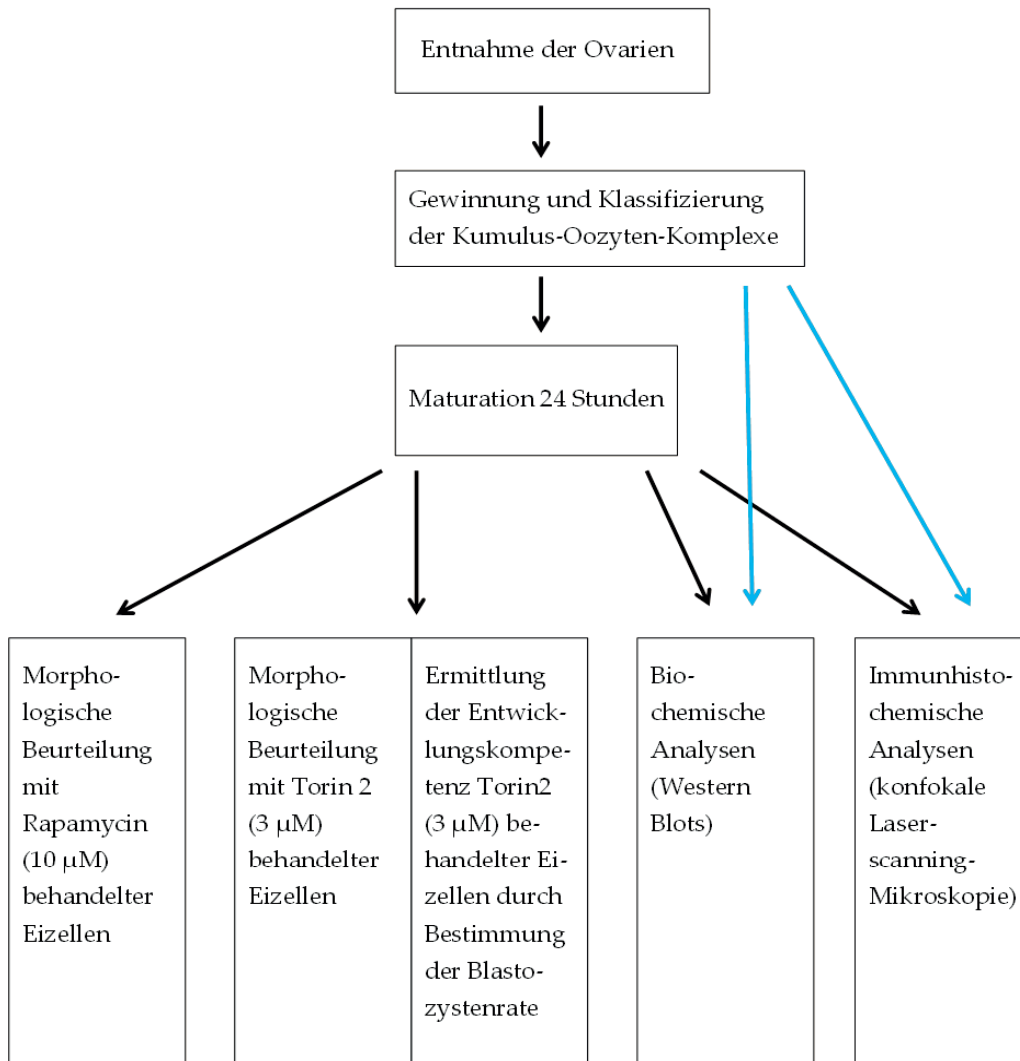 Entnahme der Ovarien
Gewinnung und Klassifizierung
der Kumulus-Oozyten-Komplexe
Maturation 24 Stunden
Morpho-
logische
Beurteilung
mit
Rapamycin
(10 µM)
behandelter
Eizellen
Morpho-
logische
Beurteilung
mit Torin 2
(3 µM)
behandelter
Eizellen
Ermittlung
der Entwick-
lungskompe-
tenz Torin2
(3 µM) be-
handelter Ei-
zellen durch
Bestimmung
der Blasto-
zystenrate
Bio-
chemische
Analysen
(Western
Blots)
Immunhisto-
chemische
Analysen
(konfokale
Laser-
scanning-
Mikroskopie)